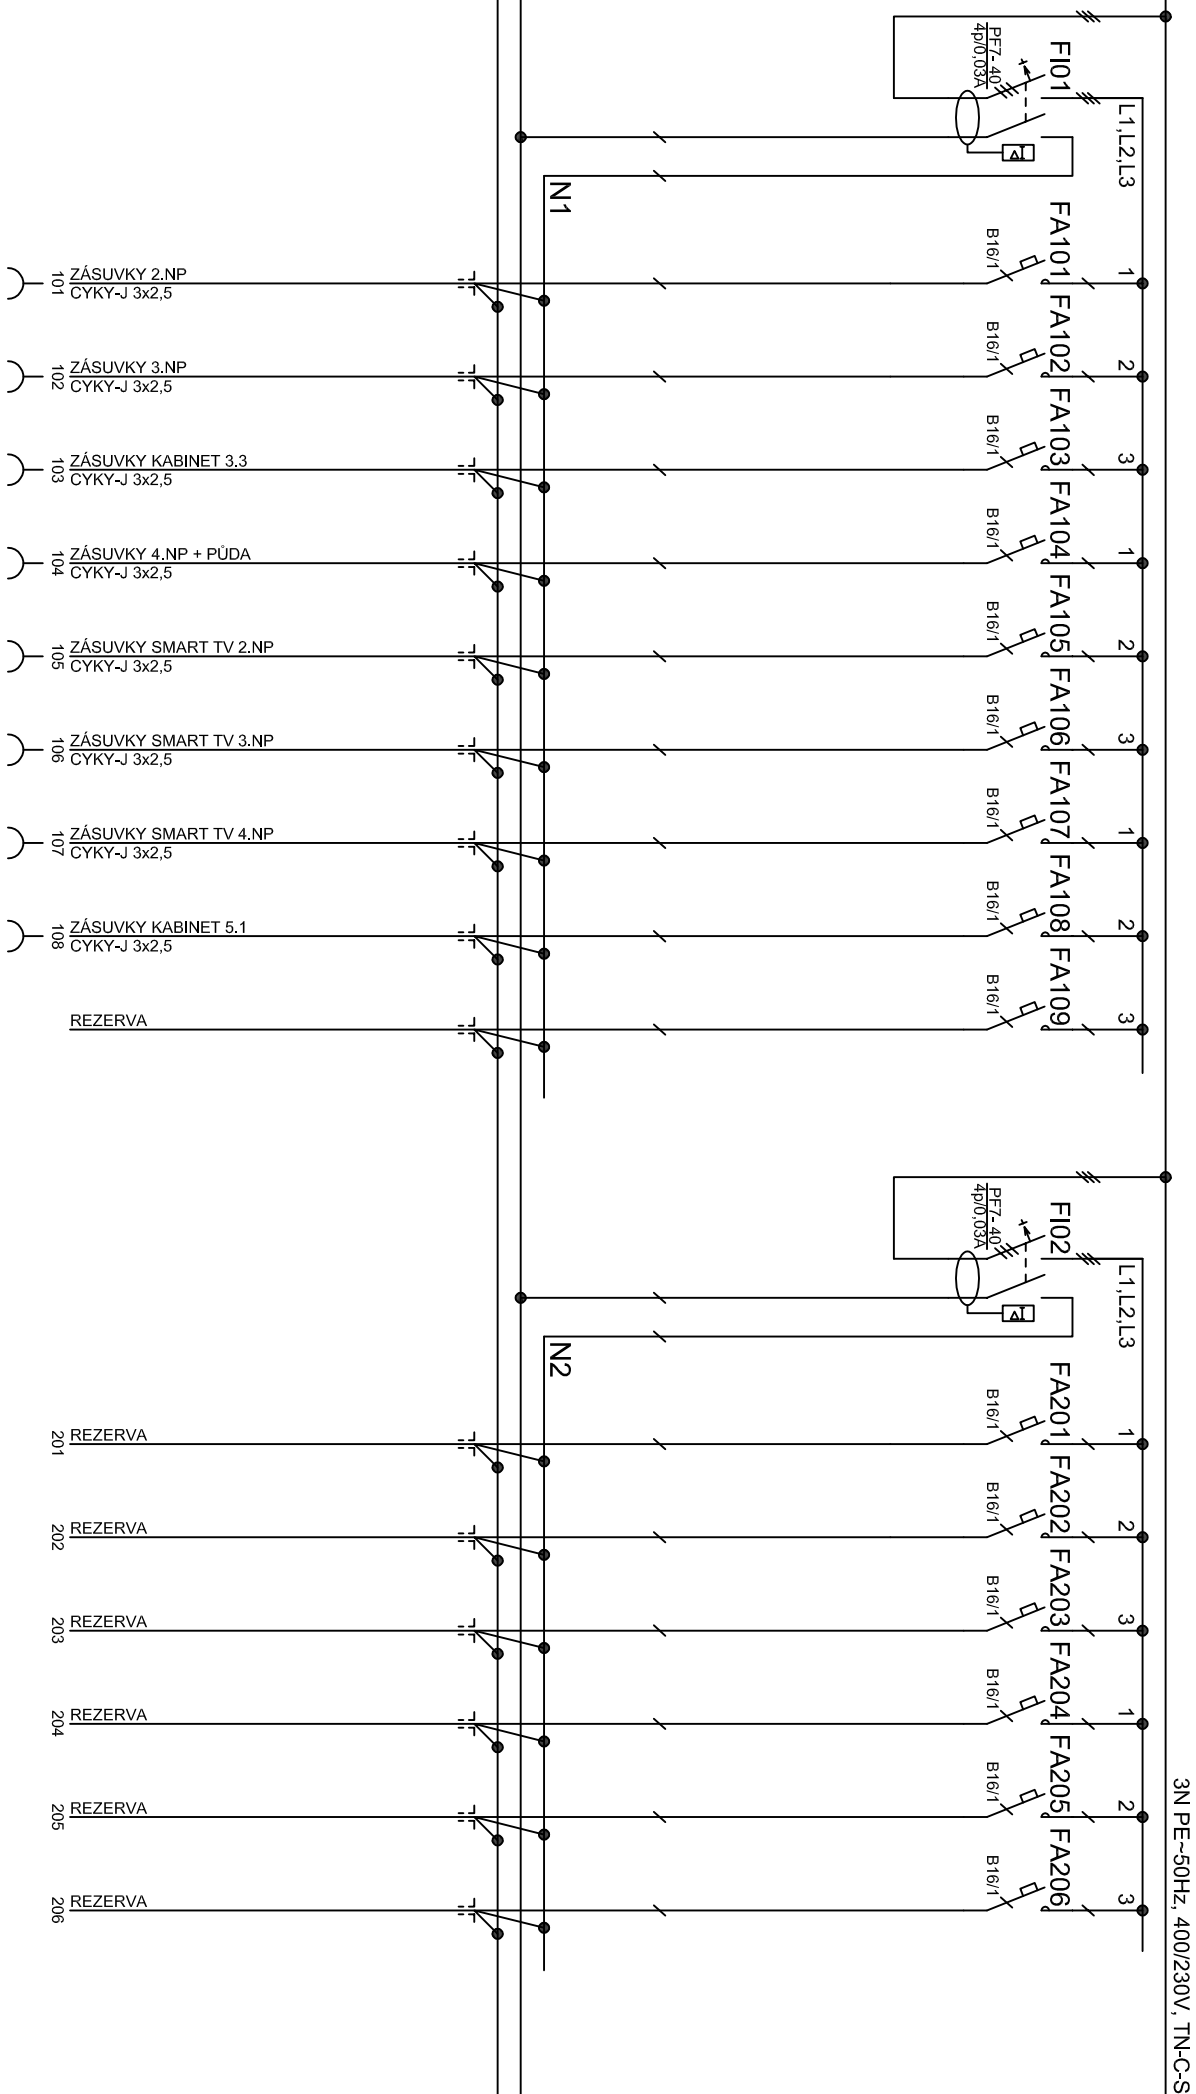 3N PE~50Hz, 400/230V, TN-C-S
FI01
PF7-40
4p/0,03A
ΔI
L1,L2,L3
N1
FA101
B16/1
1
ZÁSUVKY 2.NP
CYKY-J 3x2,5
101
FA102
B16/1
2
ZÁSUVKY 3.NP
CYKY-J 3x2,5
102
FA103
B16/1
3
ZÁSUVKY KABINET 3.3
CYKY-J 3x2,5
103
FA104
B16/1
1
ZÁSUVKY 4.NP + PŮDA
CYKY-J 3x2,5
104
FA105
B16/1
2
ZÁSUVKY SMART TV 2.NP
CYKY-J 3x2,5
105
FA106
B16/1
3
ZÁSUVKY SMART TV 3.NP
CYKY-J 3x2,5
106
FA107
B16/1
1
ZÁSUVKY SMART TV 4.NP
CYKY-J 3x2,5
107
FA108
B16/1
2
ZÁSUVKY KABINET 5.1
CYKY-J 3x2,5
108
FA109
B16/1
3
REZERVA
FI02
PF7-40
4p/0,03A
ΔI
L1,L2,L3
N2
FA201
B16/1
1
REZERVA
201
FA202
B16/1
2
REZERVA
202
FA203
B16/1
3
REZERVA
203
FA204
B16/1
1
REZERVA
204
FA205
B16/1
2
REZERVA
205
FA206
B16/1
3
REZERVA
206